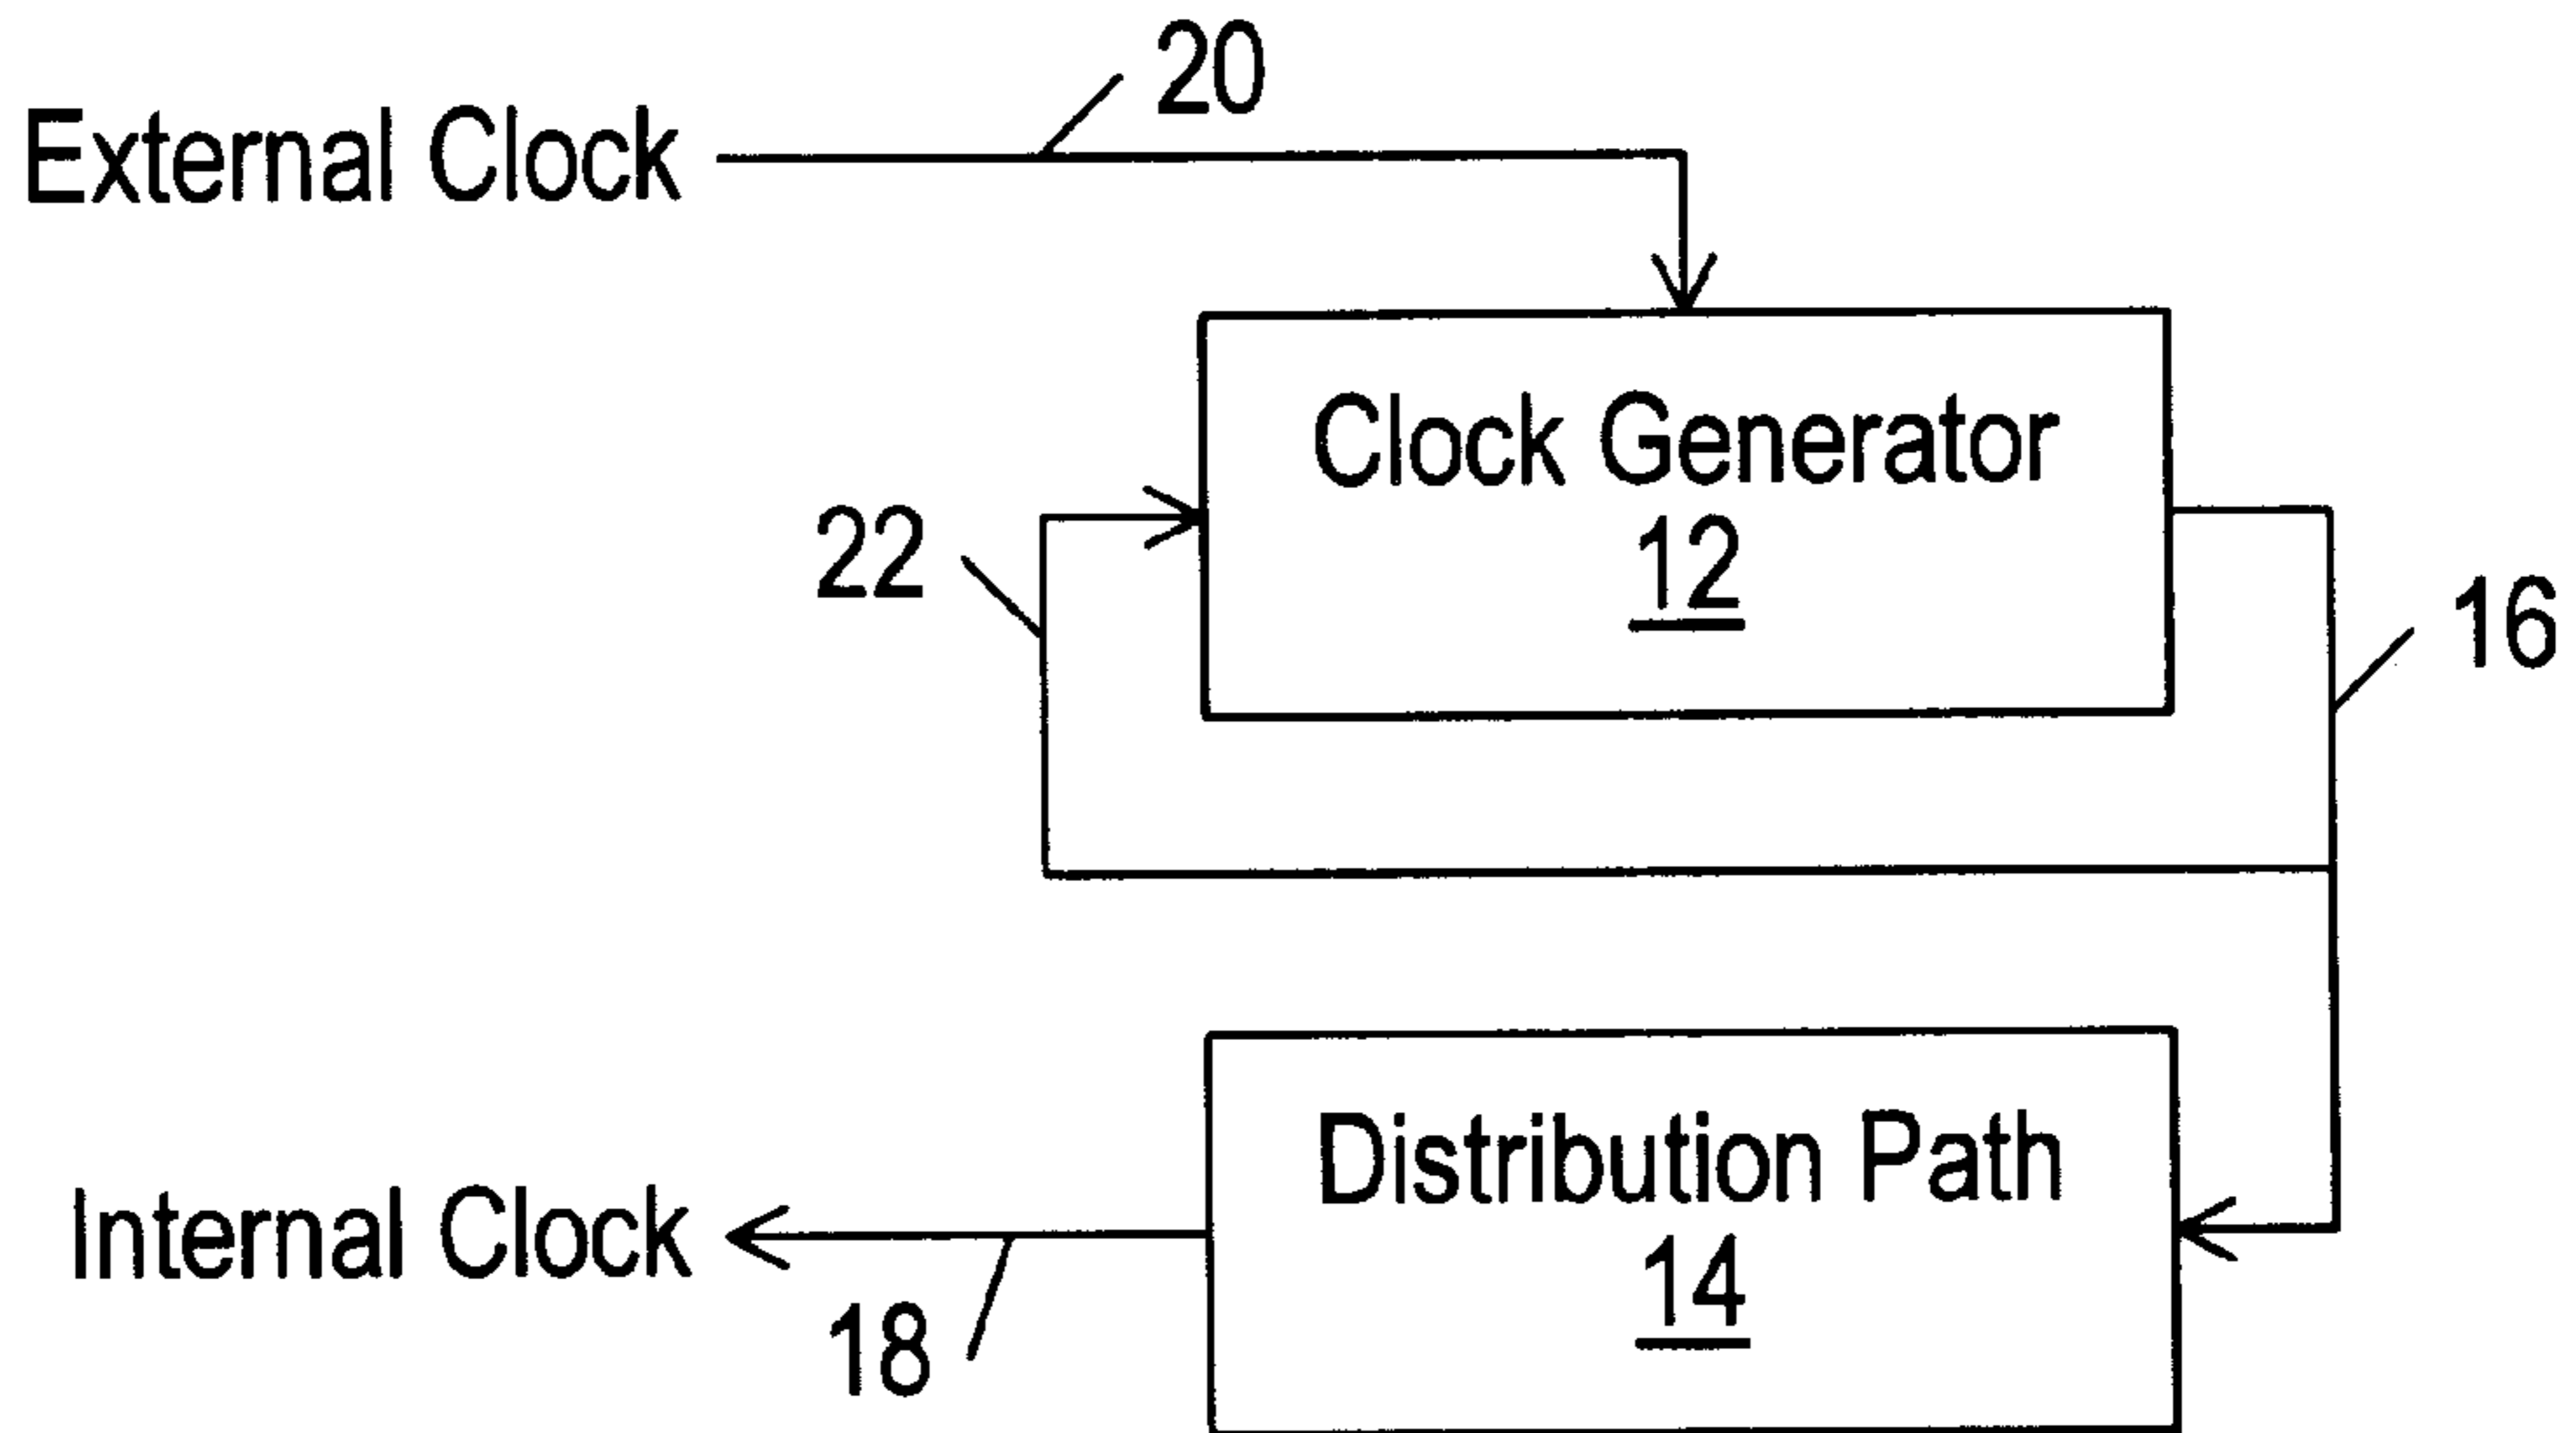 20
External Clock
Clock Generator
12
22
16
Distribution Path
14
Internal Clock
18